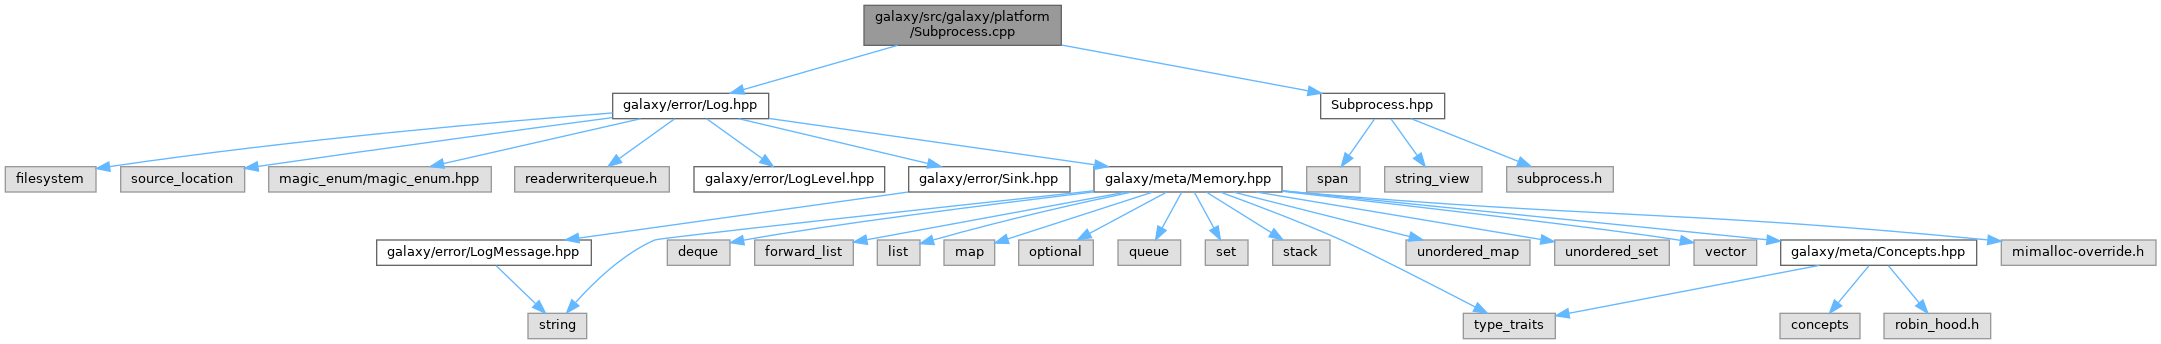 galaxy/src/galaxy/platform
/Subprocess.cpp
galaxy/error/Log.hpp
Subprocess.hpp
filesystem
source_location
magic_enum/magic_enum.hpp
readerwriterqueue.h
galaxy/error/LogLevel.hpp
galaxy/error/Sink.hpp
galaxy/meta/Memory.hpp
span
string_view
subprocess.h
galaxy/error/LogMessage.hpp
deque
forward_list
list
map
optional
queue
set
stack
unordered_map
unordered_set
vector
galaxy/meta/Concepts.hpp
mimalloc-override.h
string
type_traits
concepts
robin_hood.h